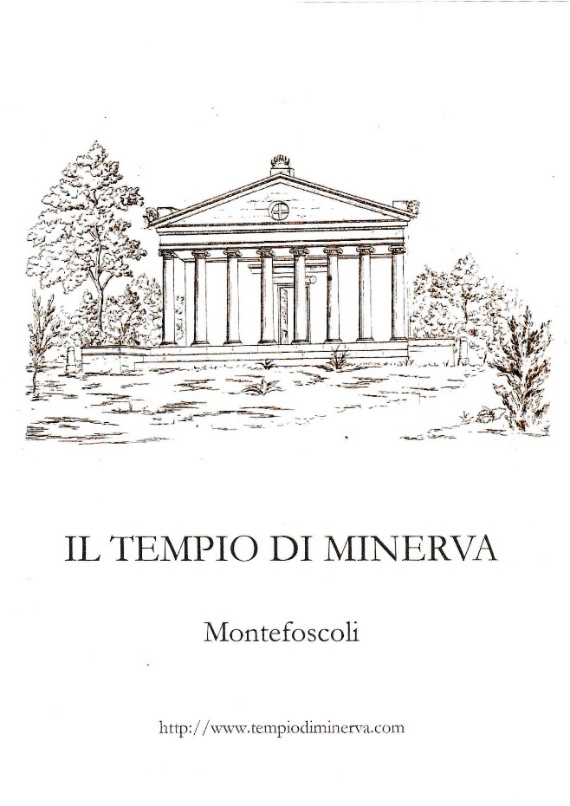 IL TEMPIO DI MINERVA
Montefoscoli
http://www.tempiodiminerva.com